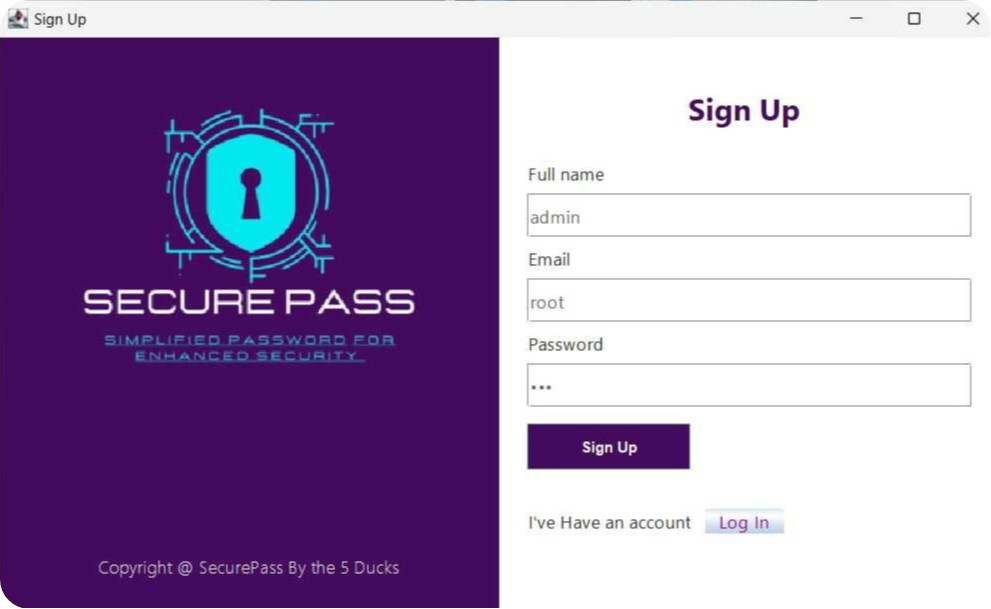 Sign Up
SECURE PASS
SIMPLIFIED PASSWORD FOR
ENHANCED SECURITY
Copyright @ SecurePass By the 5 Ducks
Sign Up
Full name
admin
Email
root
Password
•••
Sign Up
I've Have an account Log In